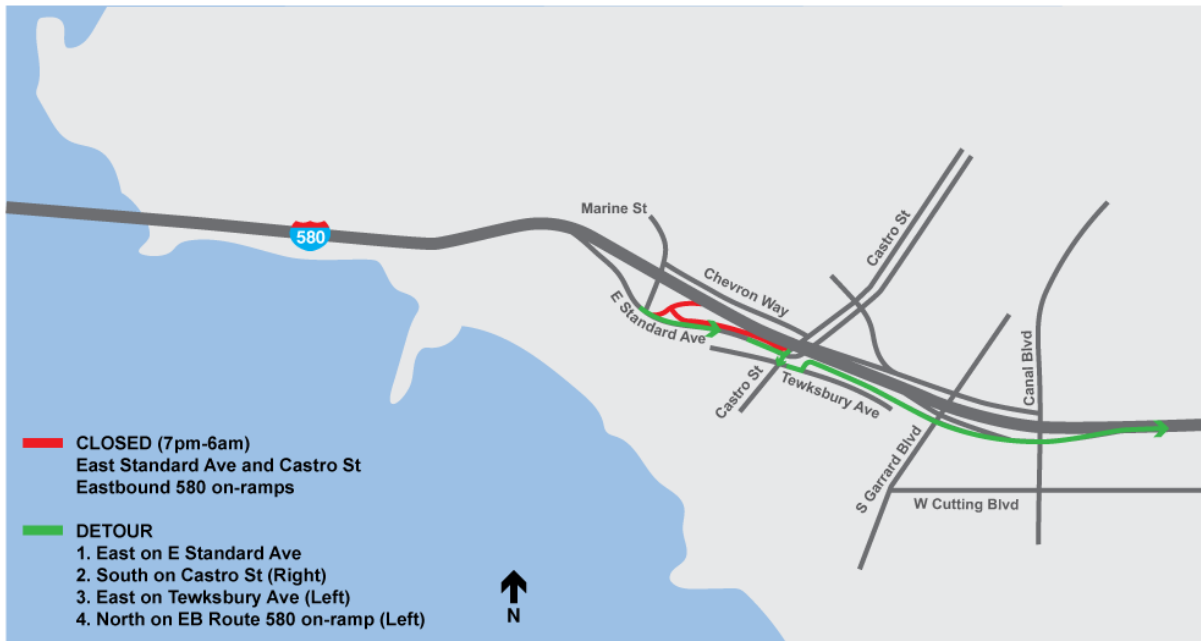 Marine St
580
Castro St
Chevron Way
E Standard Ave
Canal Blvd
Castro St
Tewksbury Ave
S Garrard Blvd
W Cutting Blvd
CLOSED (7pm-6am)
East Standard Ave and Castro St
Eastbound 580 on-ramps
DETOUR
1. East on E Standard Ave
2. South on Castro St (Right)
3. East on Tewksbury Ave (Left)
4. North on EB Route 580 on-ramp (Left)
N